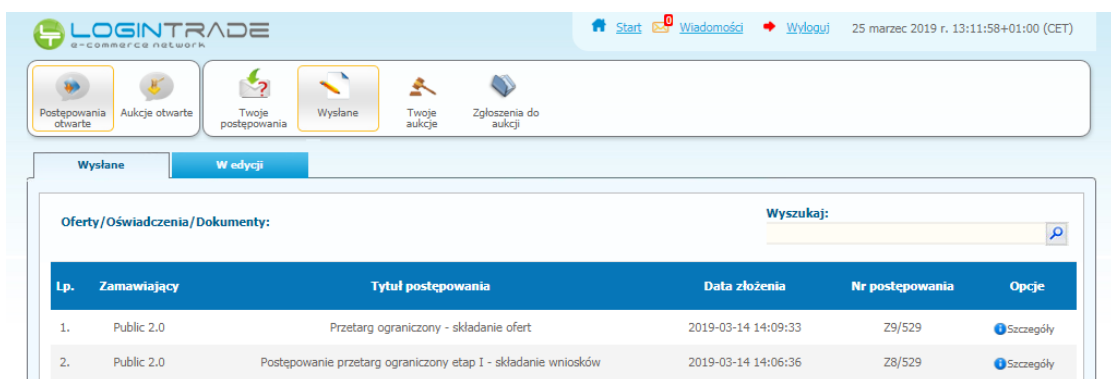 LOGINTRADE
e-commerce network
Start 0 Wiadomości Wyloguj 25 marzec 2019 r. 13:11:58+01:00 (CET)
Postępowania otwarte Aukcje otwarte Twoje postępowania Wysłane Twoje aukcje Zgłoszenia do aukcji
Wysłane W edycji
Oferty/Oświadczenia/Dokumenty: Wyszukaj:
Lp. Zamawiający Tytuł postępowania Data złożenia Nr postępowania Opcje
1. Public 2.0 Przetarg ograniczony - składanie ofert 2019-03-14 14:09:33 Z9/529 Szczegóły
2. Public 2.0 Postępowanie przetarg ograniczony etap I - składanie wniosków 2019-03-14 14:06:36 Z8/529 Szczegóły